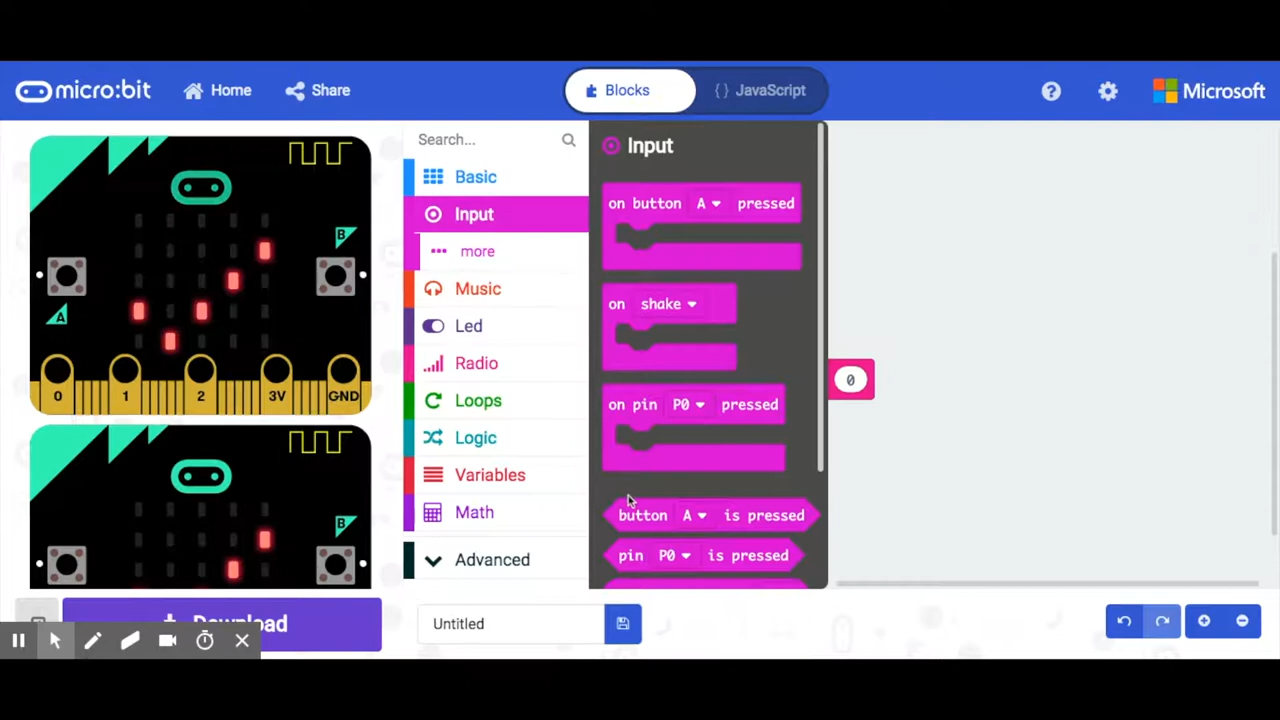 micro:bit Home Share Blocks {} JavaScript ? Microsoft
Search...
Basic
Input
more
Music
Led
Radio
Loops
Logic
Variables
Math
Advanced
Input
on button A pressed
on shake
on pin P0 pressed
button A is pressed
pin P0 is pressed
0
B
A
0 1 2 3V GND
B
Download
Untitled